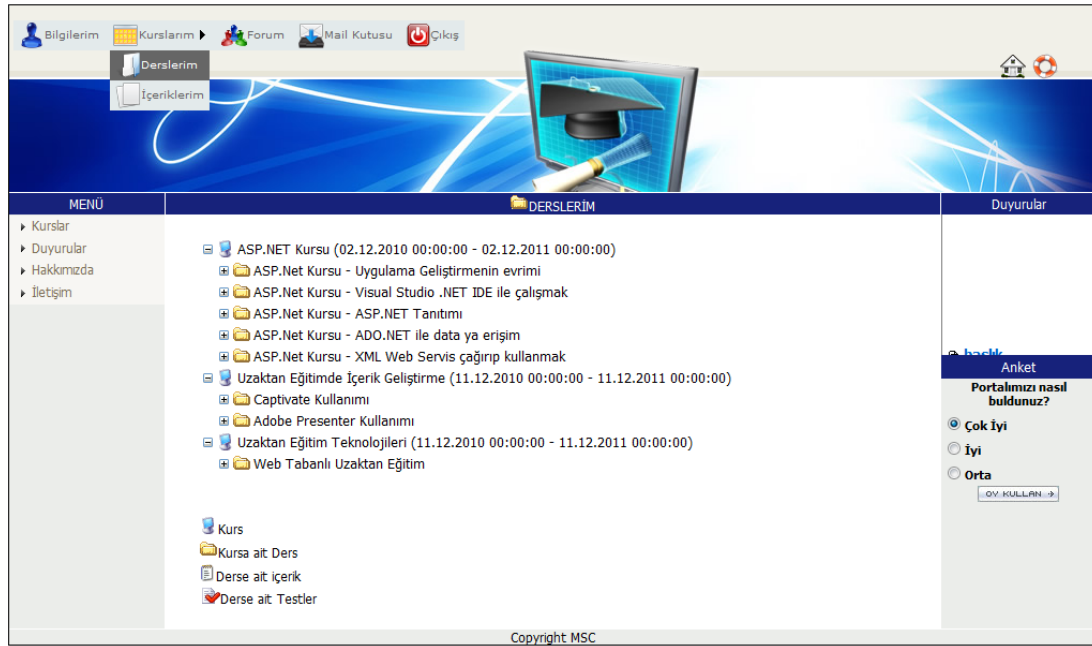 Bilgilerim Kurslarım Forum Mail Kutusu Çıkış
Derslerim
İçeriklerim
MENÜ
Kurslar
Duyurular
Hakkımızda
İletişim
DERSLERİM
ASP.NET Kursu (02.12.2010 00:00:00 - 02.12.2011 00:00:00)
ASP.Net Kursu - Uygulama Geliştirmenin evrimi
ASP.Net Kursu - Visual Studio .NET IDE ile çalışmak
ASP.Net Kursu - ASP.NET Tanıtımı
ASP.Net Kursu - ADO.NET ile data ya erişim
ASP.Net Kursu - XML Web Servis çağırıp kullanmak
Uzaktan Eğitimde İçerik Geliştirme (11.12.2010 00:00:00 - 11.12.2011 00:00:00)
Captivate Kullanımı
Adobe Presenter Kullanımı
Uzaktan Eğitim Teknolojileri (11.12.2010 00:00:00 - 11.12.2011 00:00:00)
Web Tabanlı Uzaktan Eğitim
Kurs
Kursa ait Ders
Derse ait içerik
Derse ait Testler
Duyurular
Anket
Portalımızı nasıl
buldunuz?
Çok İyi
İyi
Orta
OY KULLAN
Copyright MSC